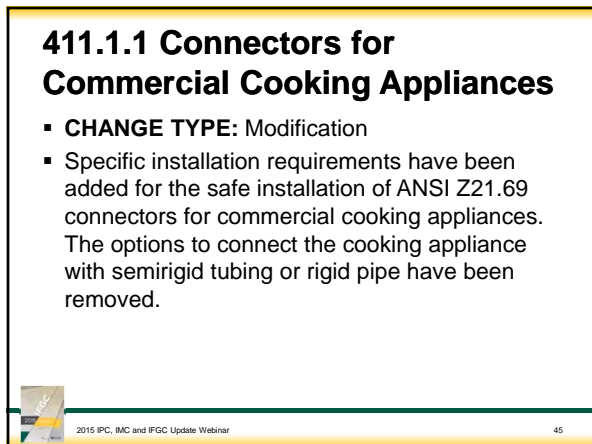 411.1.1 Connectors for
Commercial Cooking Appliances
▪ CHANGE TYPE: Modification
▪ Specific installation requirements have been
added for the safe installation of ANSI Z21.69
connectors for commercial cooking appliances.
The options to connect the cooking appliance
with semirigid tubing or rigid pipe have been
removed.
IFGC
2015 IPC, IMC and IFGC Update Webinar
45